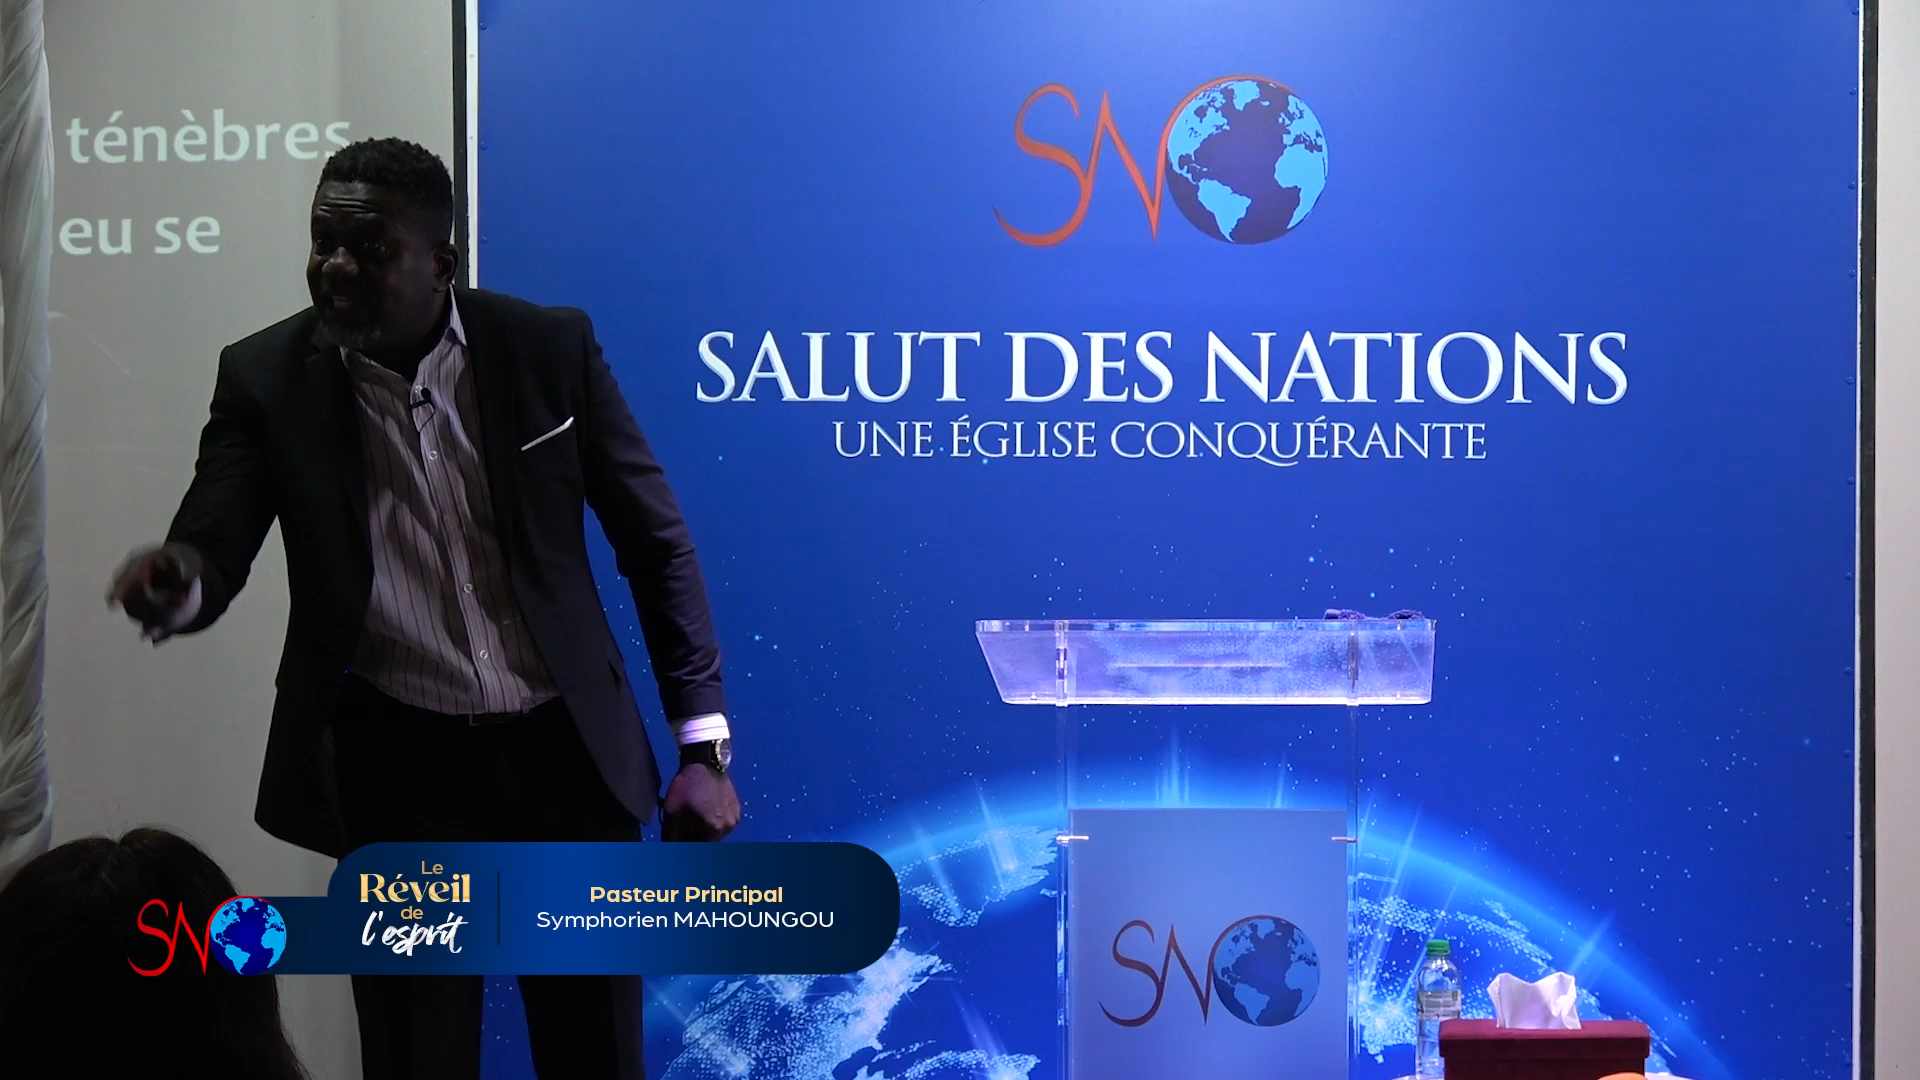 ténèbres
eu se
SN
SALUT DES NATIONS
UNE ÉGLISE CONQUÉRANTE
SN
Le
Réveil
de
l'esprit
Pasteur Principal
Symphorien MAHOUNGOU
SN